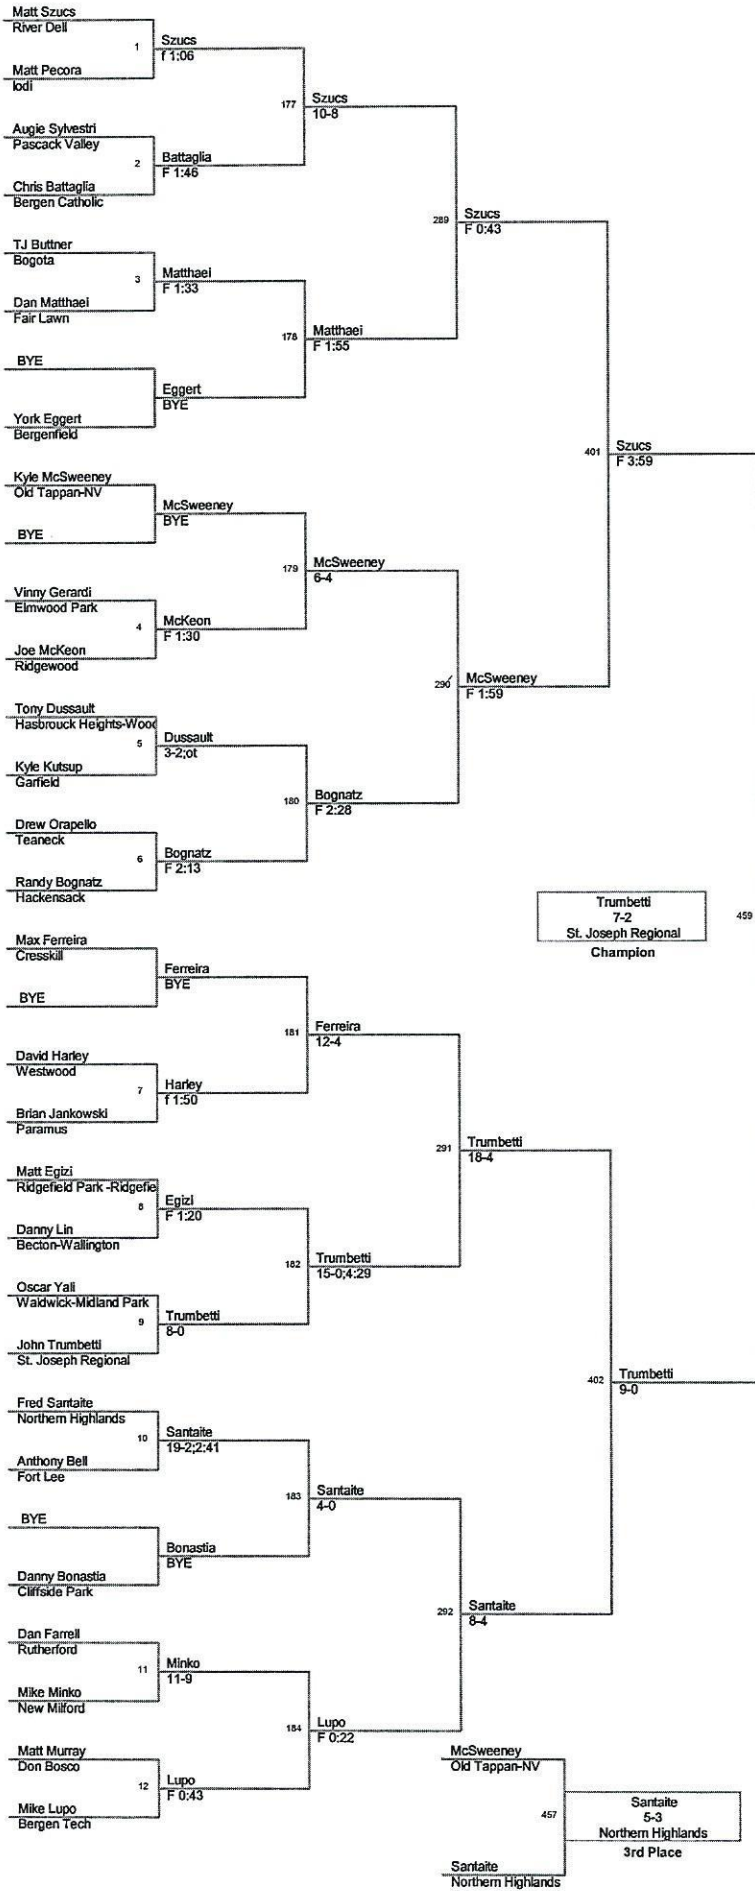 Matt Szucs
River Dell
1
Szucs
f 1:06
Matt Pecora
lodi
177
Szucs
10-8
Augie Sylvestri
Pascack Valley
2
Battaglia
F 1:46
Chris Battaglia
Bergen Catholic
289
Szucs
F 0:43
TJ Buttner
Bogota
3
Matthaei
F 1:33
Dan Matthaei
Fair Lawn
178
Matthaei
F 1:55
BYE
Eggert
BYE
York Eggert
Bergenfield
401
Szucs
F 3:59
Kyle McSweeney
Old Tappan-NV
McSweeney
BYE
BYE
179
McSweeney
6-4
Vinny Gerardi
Elmwood Park
4
McKeon
F 1:30
Joe McKeon
Ridgewood
290
McSweeney
F 1:59
Tony Dussault
Hasbrouck Heights-Wood
5
Dussault
3-2;ot
Kyle Kutsup
Garfield
180
Bognatz
F 2:28
Drew Orapello
Teaneck
6
Bognatz
F 2:13
Randy Bognatz
Hackensack
Trumbetti
7-2
St. Joseph Regional
Champion
459
Max Ferreira
Cresskill
Ferreira
BYE
BYE
181
Ferreira
12-4
David Harley
Westwood
7
Harley
f 1:50
Brian Jankowski
Paramus
291
Trumbetti
18-4
Matt Egizi
Ridgefield Park -Ridgefie
8
Egizi
F 1:20
Danny Lin
Becton-Wallington
182
Trumbetti
15-0;4:29
Oscar Yali
Waldwick-Midland Park
9
Trumbetti
8-0
John Trumbetti
St. Joseph Regional
402
Trumbetti
9-0
Fred Santaite
Northern Highlands
10
Santaite
19-2;2:41
Anthony Bell
Fort Lee
183
Santaite
4-0
BYE
Bonastia
BYE
Danny Bonastia
Cliffside Park
292
Santaite
8-4
Dan Farrell
Rutherford
11
Minko
11-9
Mike Minko
New Milford
184
Lupo
F 0:22
Matt Murray
Don Bosco
12
Lupo
F 0:43
Mike Lupo
Bergen Tech
McSweeney
Old Tappan-NV
457
Santaite
5-3
Northern Highlands
3rd Place
Santaite
Northern Highlands